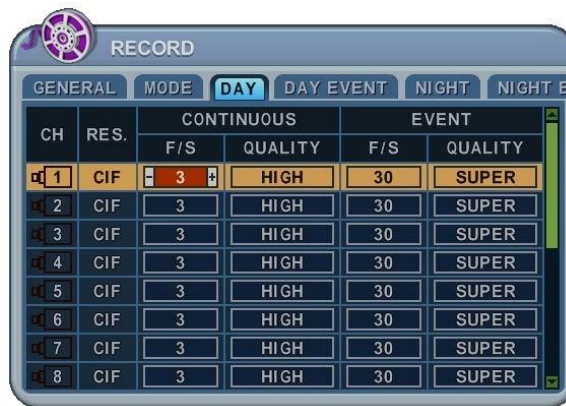 RECORD
GENERAL MODE DAY DAY EVENT NIGHT NIGHT E
CH RES. CONTINUOUS EVENT
F/S QUALITY F/S QUALITY
1 CIF - 3 + HIGH 30 SUPER
2 CIF 3 HIGH 30 SUPER
3 CIF 3 HIGH 30 SUPER
4 CIF 3 HIGH 30 SUPER
5 CIF 3 HIGH 30 SUPER
6 CIF 3 HIGH 30 SUPER
7 CIF 3 HIGH 30 SUPER
8 CIF 3 HIGH 30 SUPER